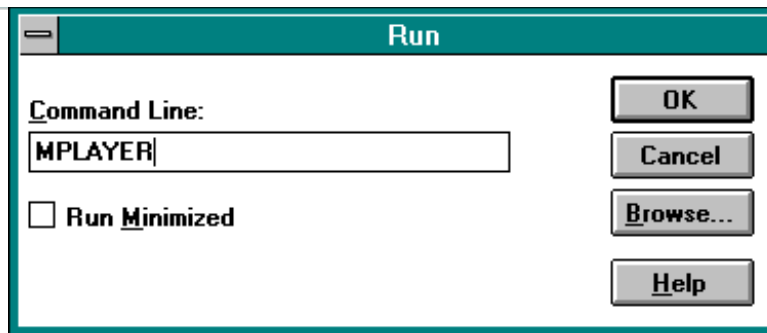 Run
Command Line:
MPLAYER
Run Minimized
OK
Cancel
Browse...
Help